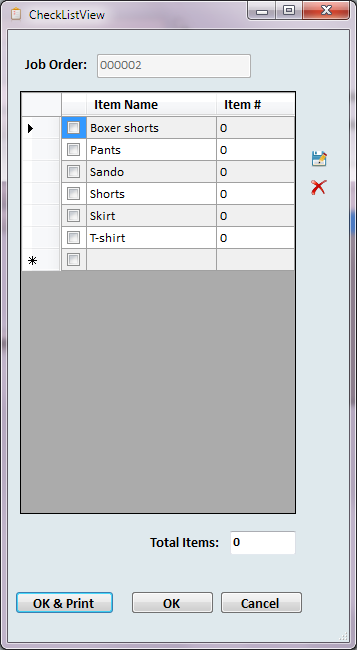 CheckListView
Job Order: 000002
Item Name Item #
Boxer shorts 0
Pants 0
Sando 0
Shorts 0
Skirt 0
T-shirt 0
Total Items: 0
OK & Print OK Cancel